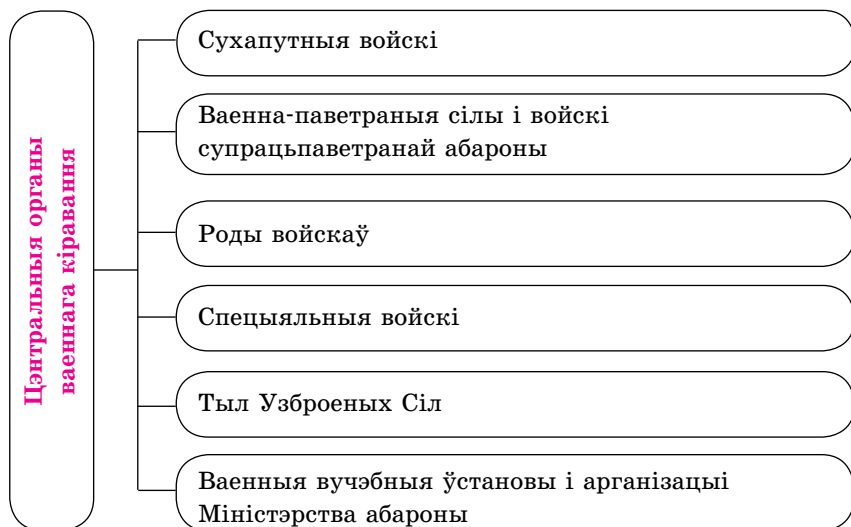 Цэнтральныя органы
ваеннага кіравання
Сухапутныя войскі
Ваенна-паветраныя сілы і войскі
супрацьпаветранай абароны
Роды войскаў
Спецыяльныя войскі
Тыл Узброеных Сіл
Ваенныя вучэбныя ўстановы і арганізацыі
Міністэрства абароны